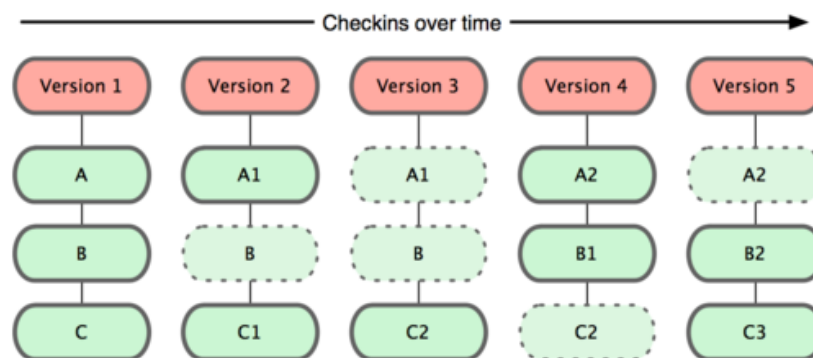 Checkins over time
Version 1 Version 2 Version 3 Version 4 Version 5
A A1 A1 A2 A2
B B B B1 B2
C C1 C2 C2 C3